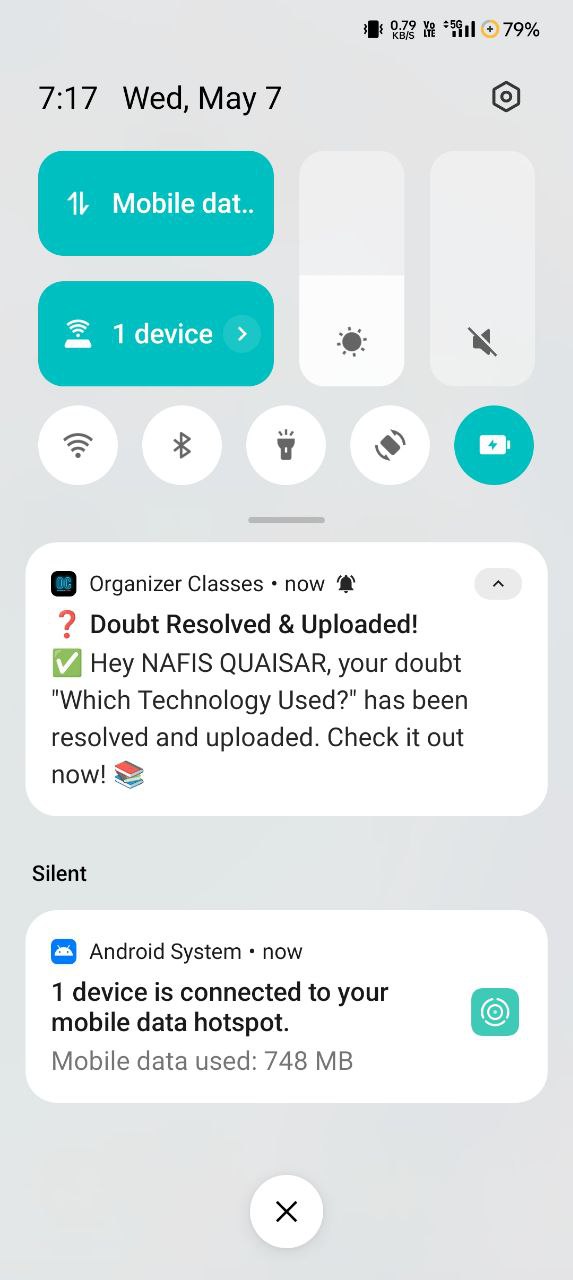 0.79 KB/S Vo LTE 5G 79%
7:17 Wed, May 7
Mobile dat..
1 device
OC Organizer Classes • now
❓ Doubt Resolved & Uploaded!
✅ Hey NAFIS QUAISAR, your doubt
"Which Technology Used?" has been
resolved and uploaded. Check it out
now! 📚
Silent
Android System • now
1 device is connected to your
mobile data hotspot.
Mobile data used: 748 MB